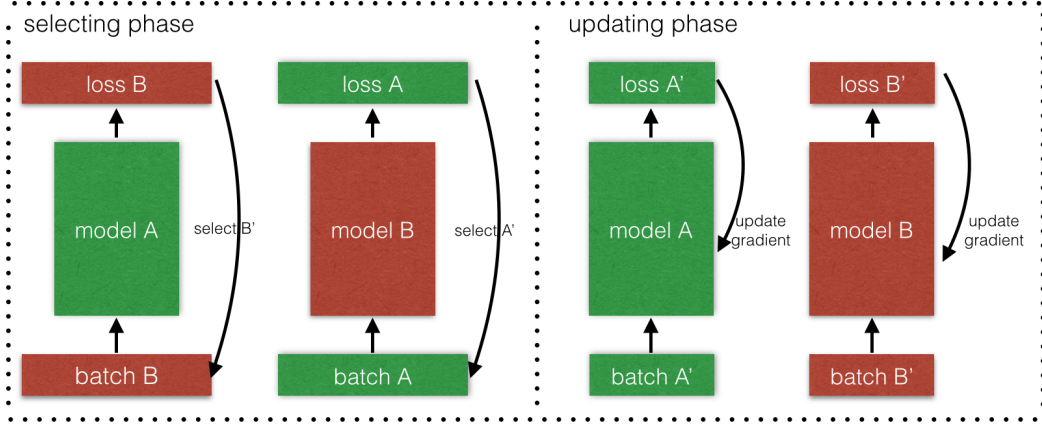 selecting phase
updating phase
loss B
loss A
loss A’
loss B’
model A
select B’
model B
select A’
model A
update
gradient
model B
update
gradient
batch B
batch A
batch A’
batch B’